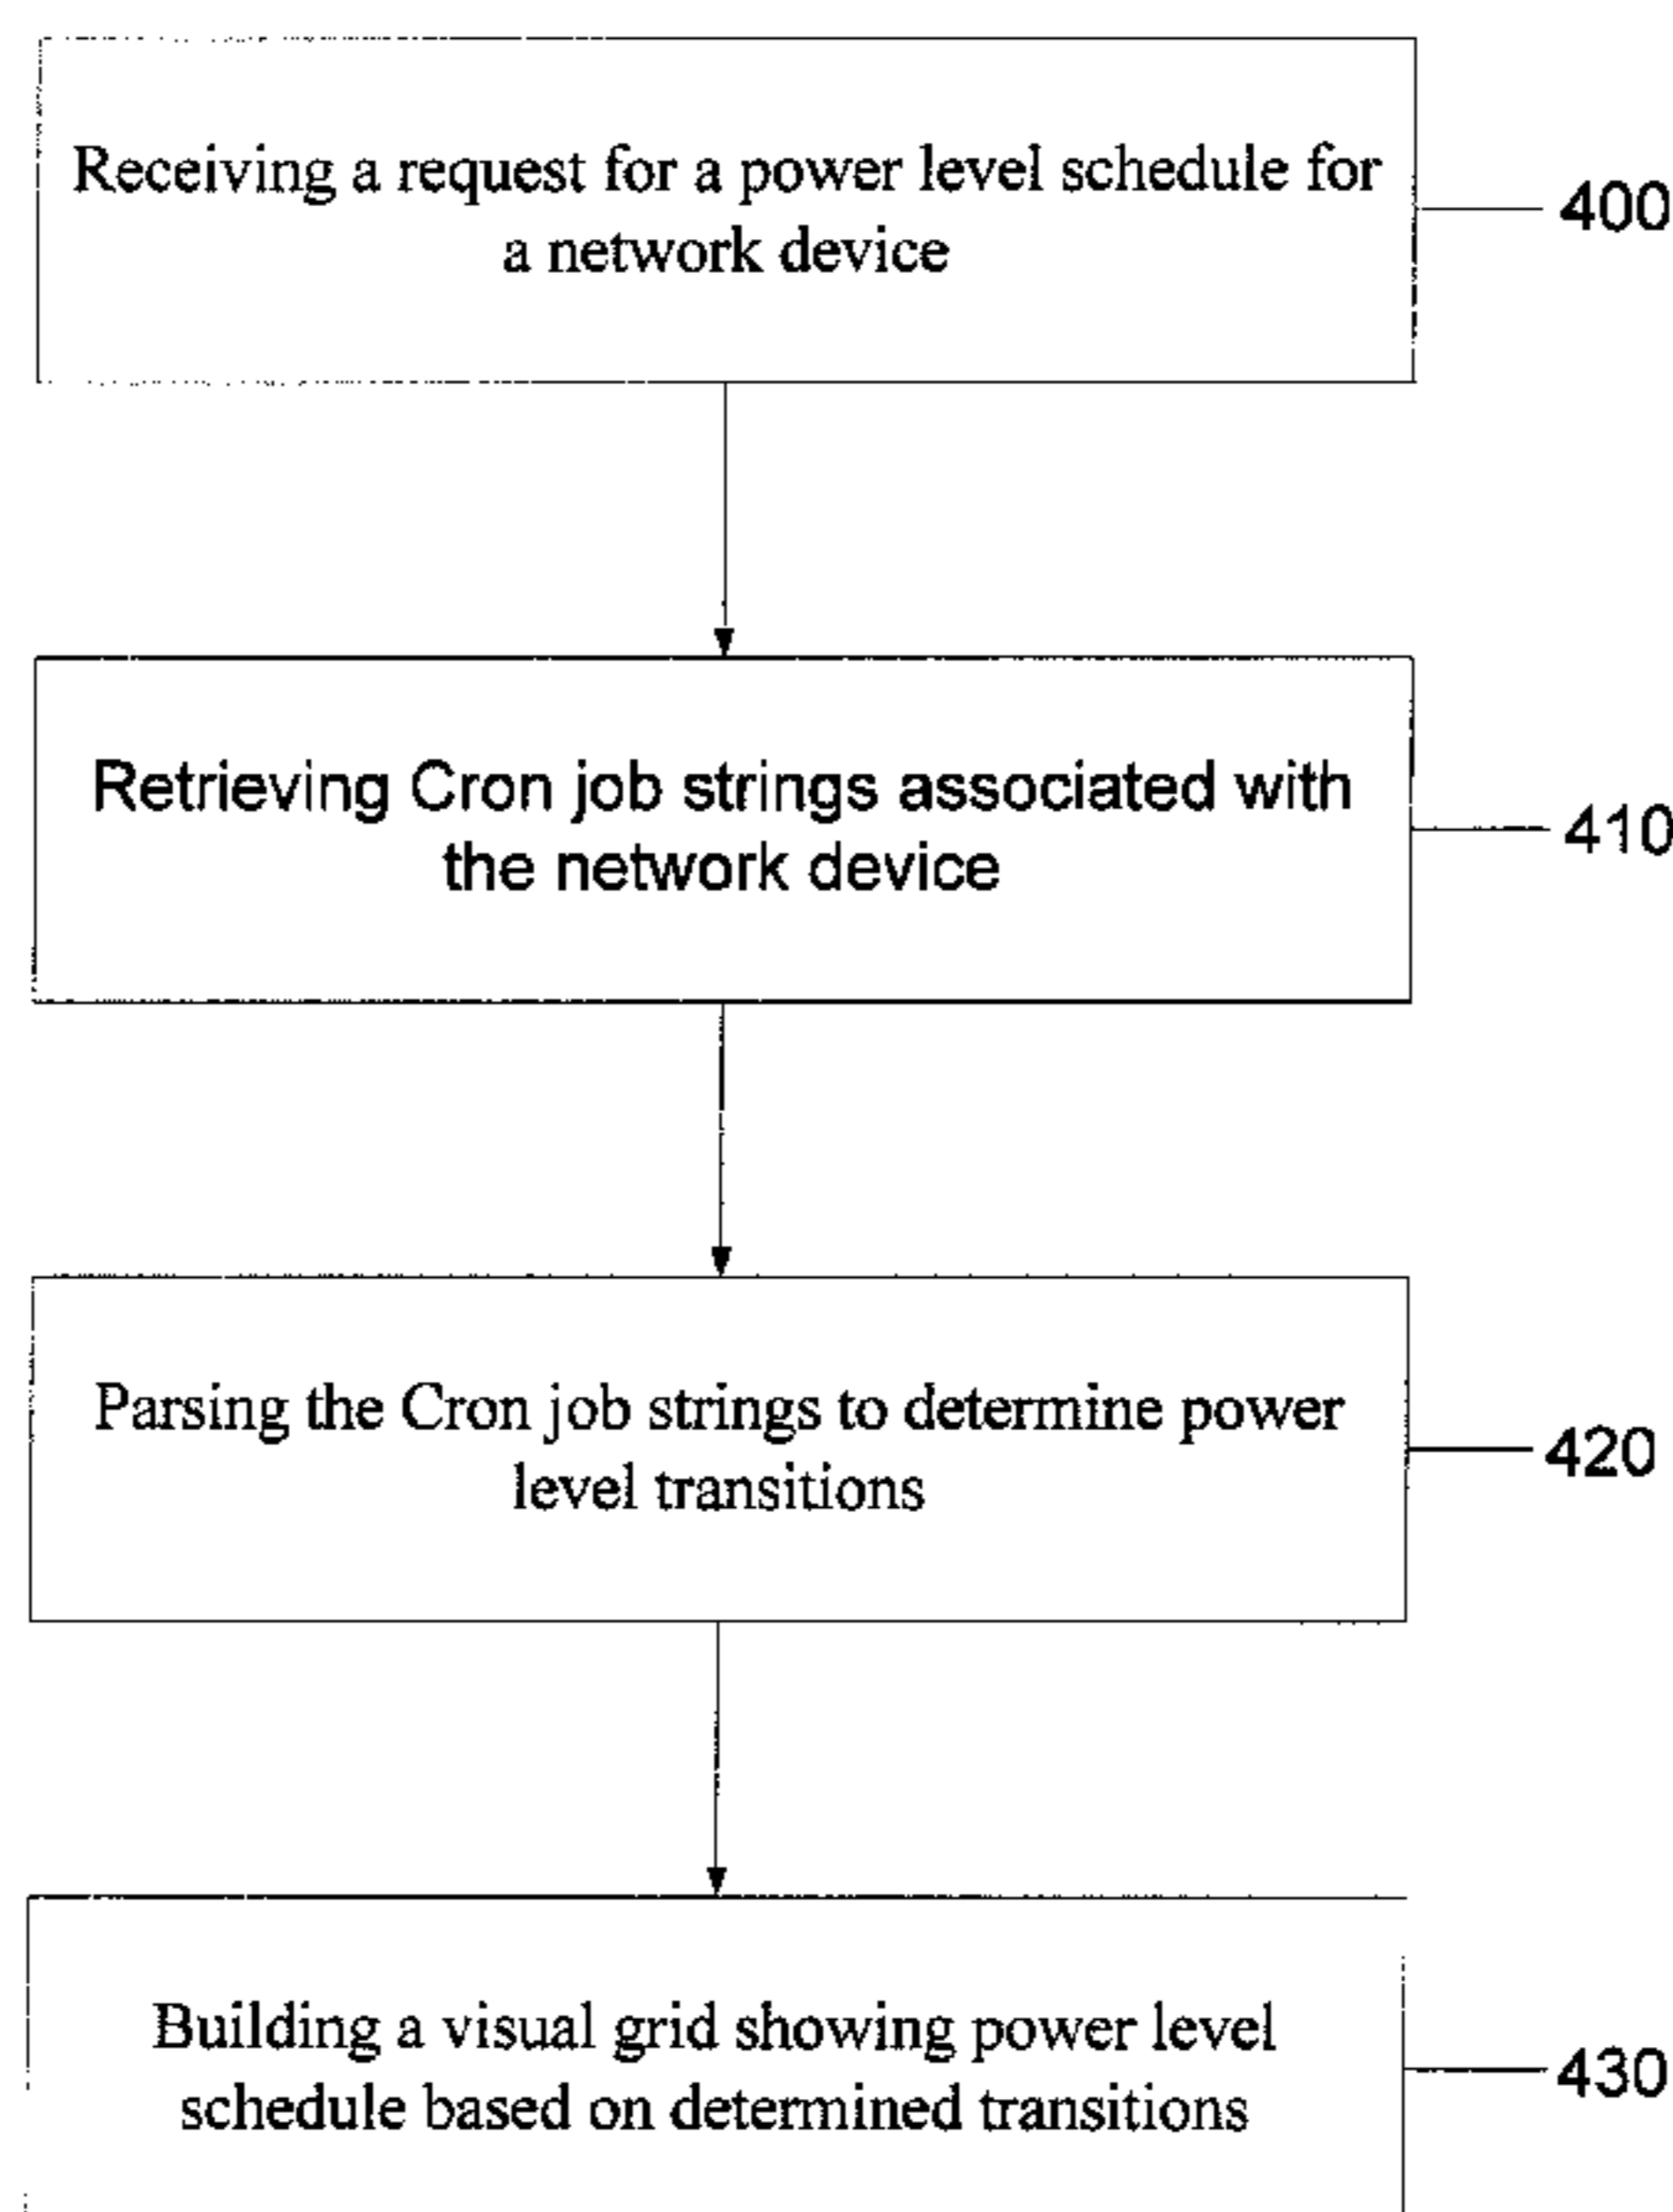 Receiving a request for a power level schedule for
a network device
400
Retrieving Cron job strings associated with
the network device
410
Parsing the Cron job strings to determine power
level transitions
420
Building a visual grid showing power level
schedule based on determined transitions
430